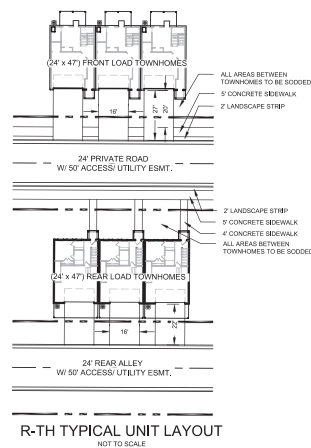 (24' x 47') FRONT LOAD TOWNHOMES
ALL AREAS BETWEEN
TOWNHOMES TO BE SODDED
5' CONCRETE SIDEWALK
2' LANDSCAPE STRIP
16'
27'
20'
24' PRIVATE ROAD
W/ 50' ACCESS/ UTILITY ESMT.
2' LANDSCAPE STRIP
5' CONCRETE SIDEWALK
4' CONCRETE SIDEWALK
ALL AREAS BETWEEN
TOWNHOMES TO BE SODDED
(24' x 47') REAR LOAD TOWNHOMES
16'
22'
24' REAR ALLEY
W/ 50' ACCESS/ UTILITY ESMT.
R-TH TYPICAL UNIT LAYOUT
NOT TO SCALE